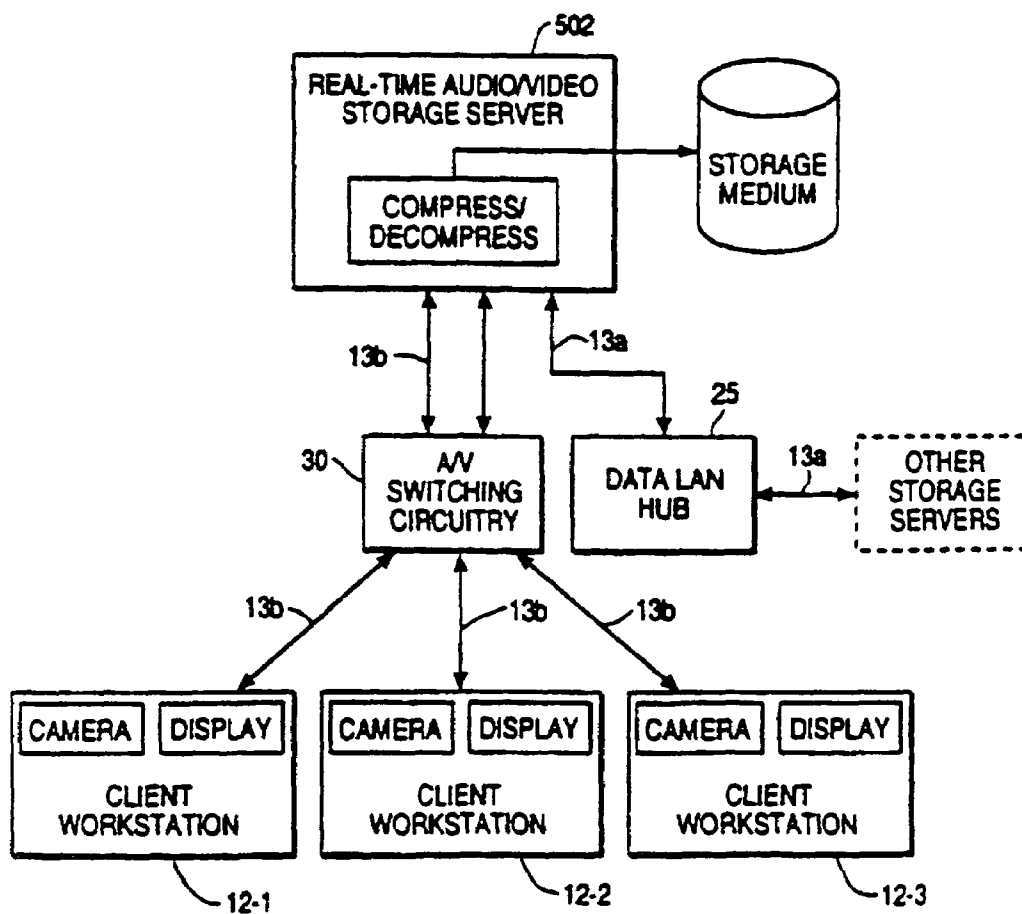 502
REAL-TIME AUDIO/VIDEO
STORAGE SERVER
COMPRESS/
DECOMPRESS
STORAGE
MEDIUM
13b
13a
25
30
A/V
SWITCHING
CIRCUITRY
DATA LAN
HUB
13a
OTHER
STORAGE
SERVERS
13b
13b
13b
CAMERA
DISPLAY
CLIENT
WORKSTATION
12-1
CAMERA
DISPLAY
CLIENT
WORKSTATION
12-2
CAMERA
DISPLAY
CLIENT
WORKSTATION
12-3